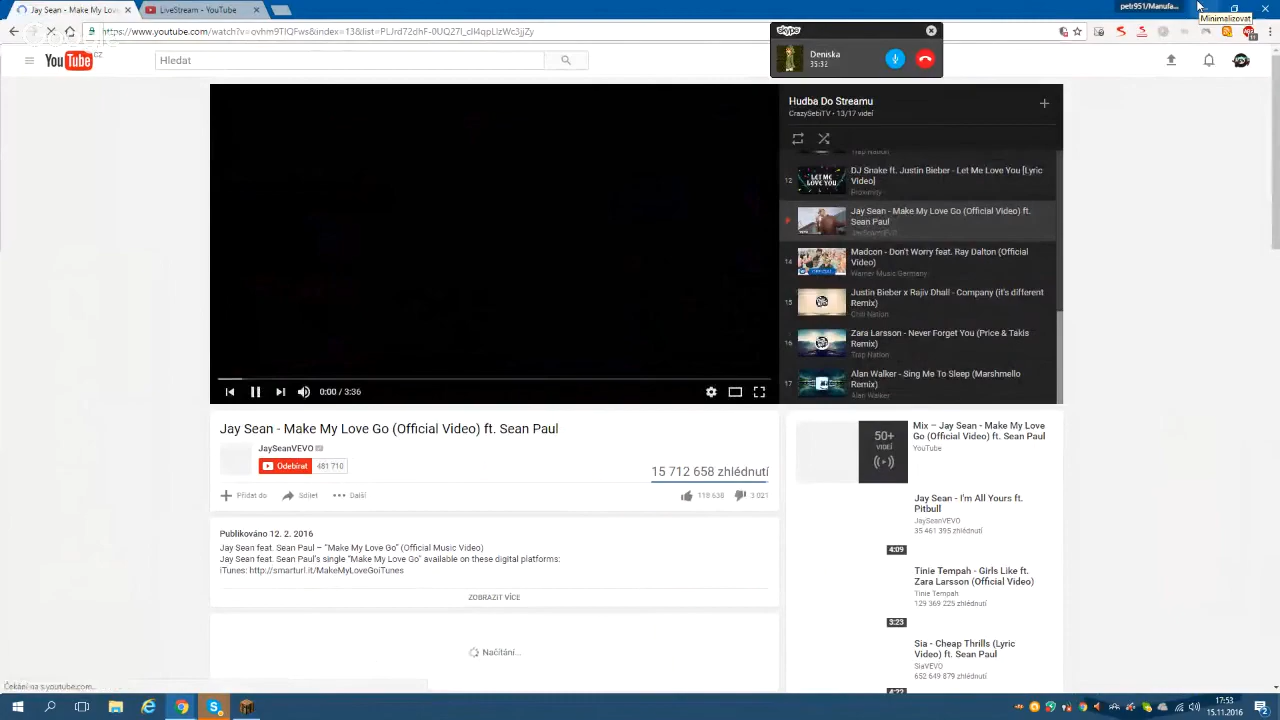 Jay Sean - Make My Lov
LiveStream - YouTube
petr951/Manufa...
Minimalizovat
https://www.youtube.com/watch?v=
YouTube CZ
Hledat
skype
Deniska
35:32
Hudba Do Streamu
CrazySebiTV • 13/17 videí
Trap Nation
12
LET ME LOVE YOU
DJ Snake ft. Justin Bieber - Let Me Love You [Lyric
Video]
Proximity
Jay Sean - Make My Love Go (Official Video) ft.
Sean Paul
JaySeanVEVO
14
Madcon - Don't Worry feat. Ray Dalton (Official
Video)
Warner Music Germany
15
Justin Bieber x Rajiv Dhall - Company (it's different
Remix)
Chill Nation
16
Zara Larsson - Never Forget You (Price & Takis
Remix)
Trap Nation
17
Alan Walker - Sing Me To Sleep (Marshmello
Remix)
Alan Walker
0:00 / 3:36
Jay Sean - Make My Love Go (Official Video) ft. Sean Paul
JaySeanVEVO
Odebírat 481 710
15 712 658 zhlédnutí
Přidat do Sdílet Další
118 638 3 021
Publikováno 12. 2. 2016
Jay Sean feat. Sean Paul – "Make My Love Go" (Official Music Video)
Jay Sean feat. Sean Paul's single "Make My Love Go" available on these digital platforms:
iTunes: http://smarturl.it/MakeMyLoveGoiTunes
ZOBRAZIT VÍCE
Načítání...
50+
VIDEÍ
Mix – Jay Sean - Make My Love
Go (Official Video) ft. Sean Paul
YouTube
Jay Sean - I'm All Yours ft.
Pitbull
JaySeanVEVO
35 461 395 zhlédnutí
4:09
Tinie Tempah - Girls Like ft.
Zara Larsson (Official Video)
Tinie Tempah
129 369 225 zhlédnutí
3:23
Sia - Cheap Thrills (Lyric
Video) ft. Sean Paul
SiaVEVO
652 649 879 zhlédnutí
4:22
Čekání na s.youtube.com...
17:53
15.11.2016